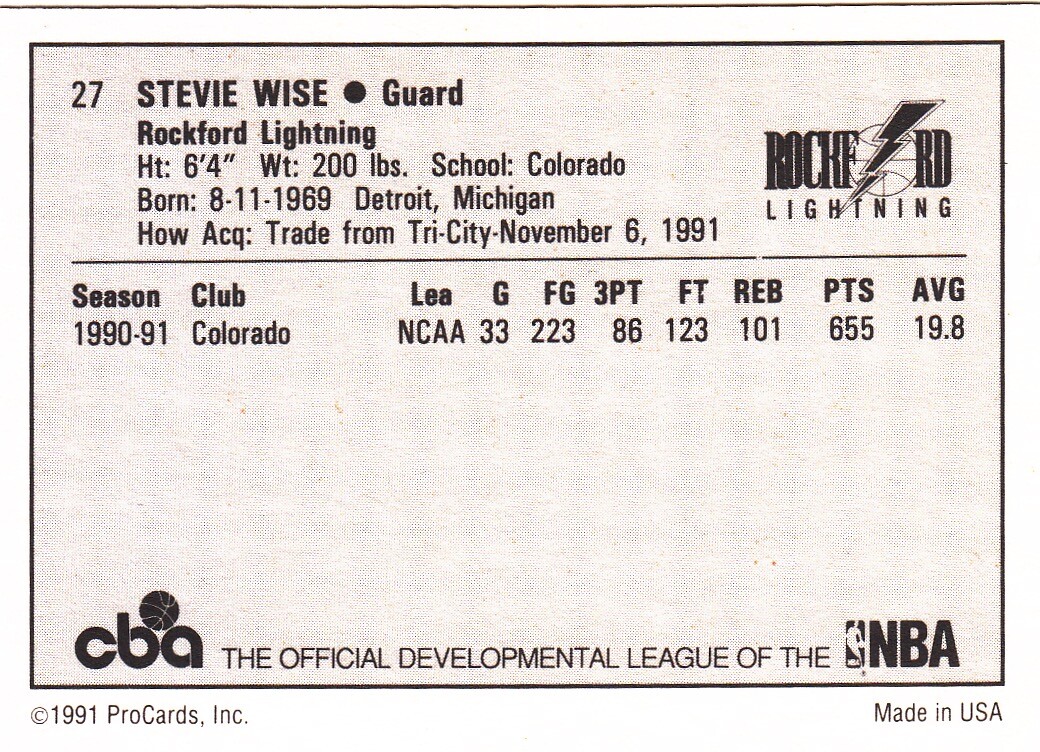 27 STEVIE WISE ● Guard
Rockford Lightning
Ht: 6'4" Wt: 200 lbs. School: Colorado
Born: 8-11-1969 Detroit, Michigan
How Acq: Trade from Tri-City-November 6, 1991
ROCKFORD
LIGHTNING
Season Club Lea G FG 3PT FT REB PTS AVG
1990-91 Colorado NCAA 33 223 86 123 101 655 19.8
cba THE OFFICIAL DEVELOPMENTAL LEAGUE OF THE NBA
©1991 ProCards, Inc. Made in USA